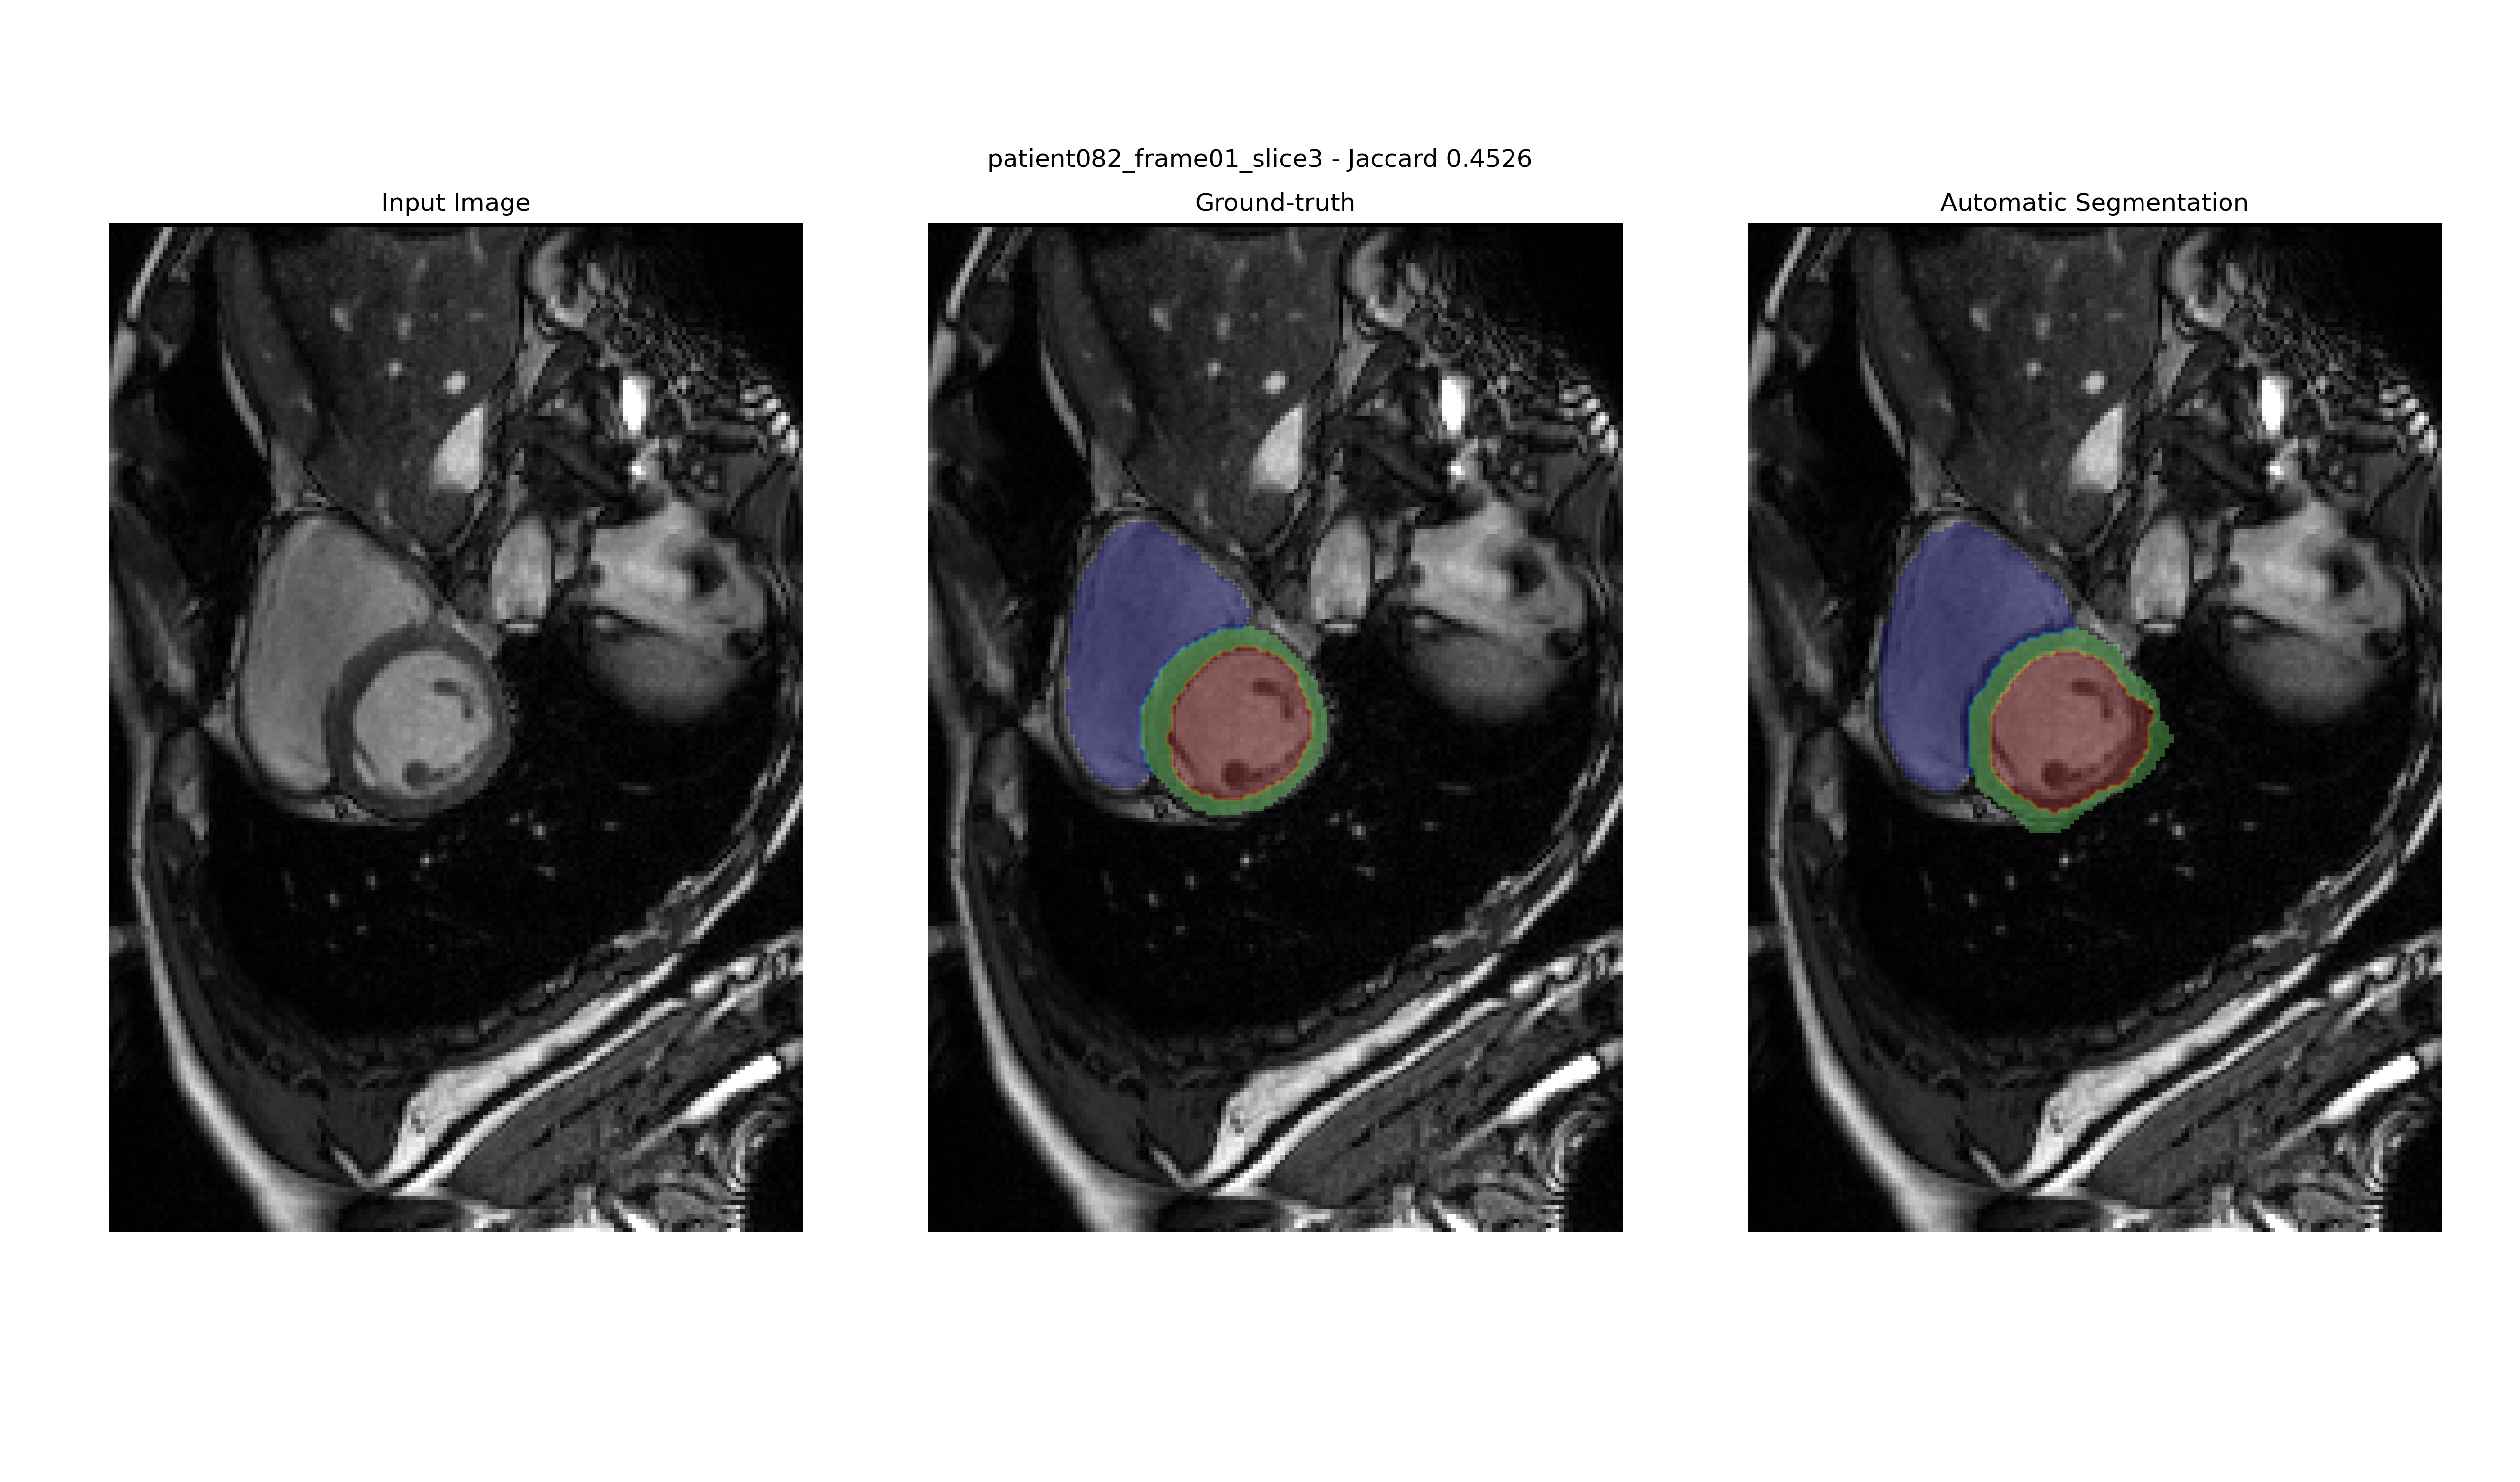 patient082_frame01_slice3 - Jaccard 0.4526
Input Image
Ground-truth
Automatic Segmentation